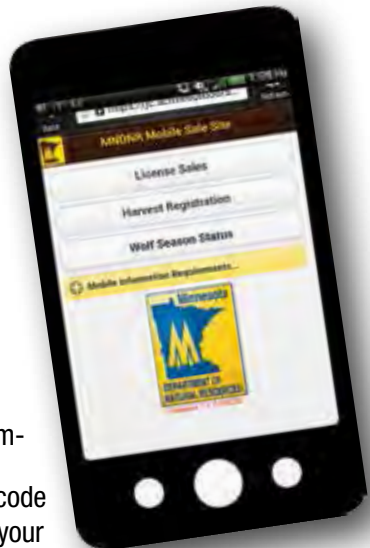 MNDNR Mobile Sale Site
License Sales
Harvest Registration
Wolf Season Status
Mobile Information Requirements...
Minnesota
M
DEPARTMENT OF
NATURAL RESOURCES
m-
code
your